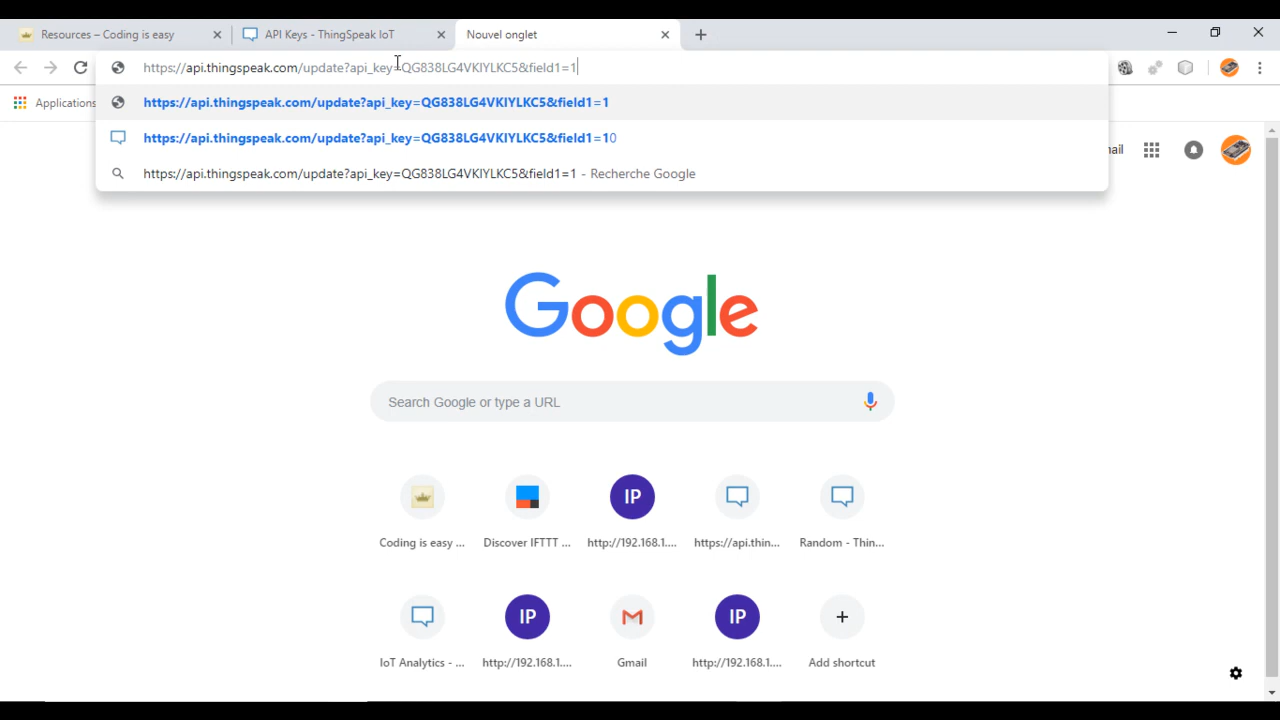 Resources – Coding is easy
API Keys - ThingSpeak IoT
Nouvel onglet
https://api.thingspeak.com/update?api_key=QG838LG4VKIYLKC5&field1=1
Applications
https://api.thingspeak.com/update?api_key=QG838LG4VKIYLKC5&field1=1
https://api.thingspeak.com/update?api_key=QG838LG4VKIYLKC5&field1=10
https://api.thingspeak.com/update?api_key=QG838LG4VKIYLKC5&field1=1 - Recherche Google
Google
Search Google or type a URL
IP
Coding is easy ...
Discover IFTTT ...
http://192.168.1....
https://api.thin...
Random - Thin...
IP
IP
IoT Analytics - ...
http://192.168.1....
Gmail
http://192.168.1....
Add shortcut